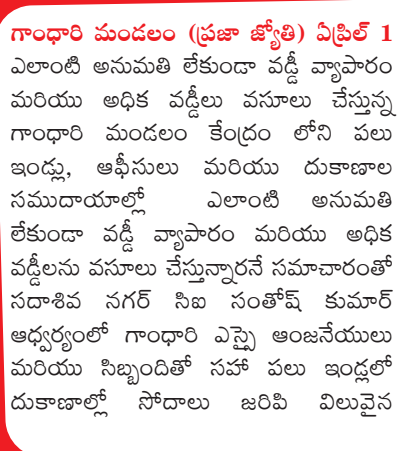 గాంధారి మండలం (ప్రజా జ్యోతి) ఏప్రిల్ 1
ఎలాంటి అనుమతి లేకుండా వడ్డీ వ్యాపారం
మరియు అధిక వడ్డీలు వసూలు చేస్తున్న
గాంధారి మండలం కేంద్రం లోని పలు
ఇండ్లు, ఆఫీసులు మరియు దుకాణాల
సముదాయాల్లో ఎలాంటి అనుమతి
లేకుండా వడ్డీ వ్యాపారం మరియు అధిక
వడ్డీలను వసూలు చేస్తున్నారనే సమాచారంతో
సదాశివ నగర్ సిఐ సంతోష్ కుమార్
ఆధ్వర్యంలో గాంధారి ఎస్సై ఆంజనేయులు
మరియు సిబ్బందితో సహా పలు ఇండ్లలో
దుకాణాల్లో సోదాలు జరిపి విలువైన